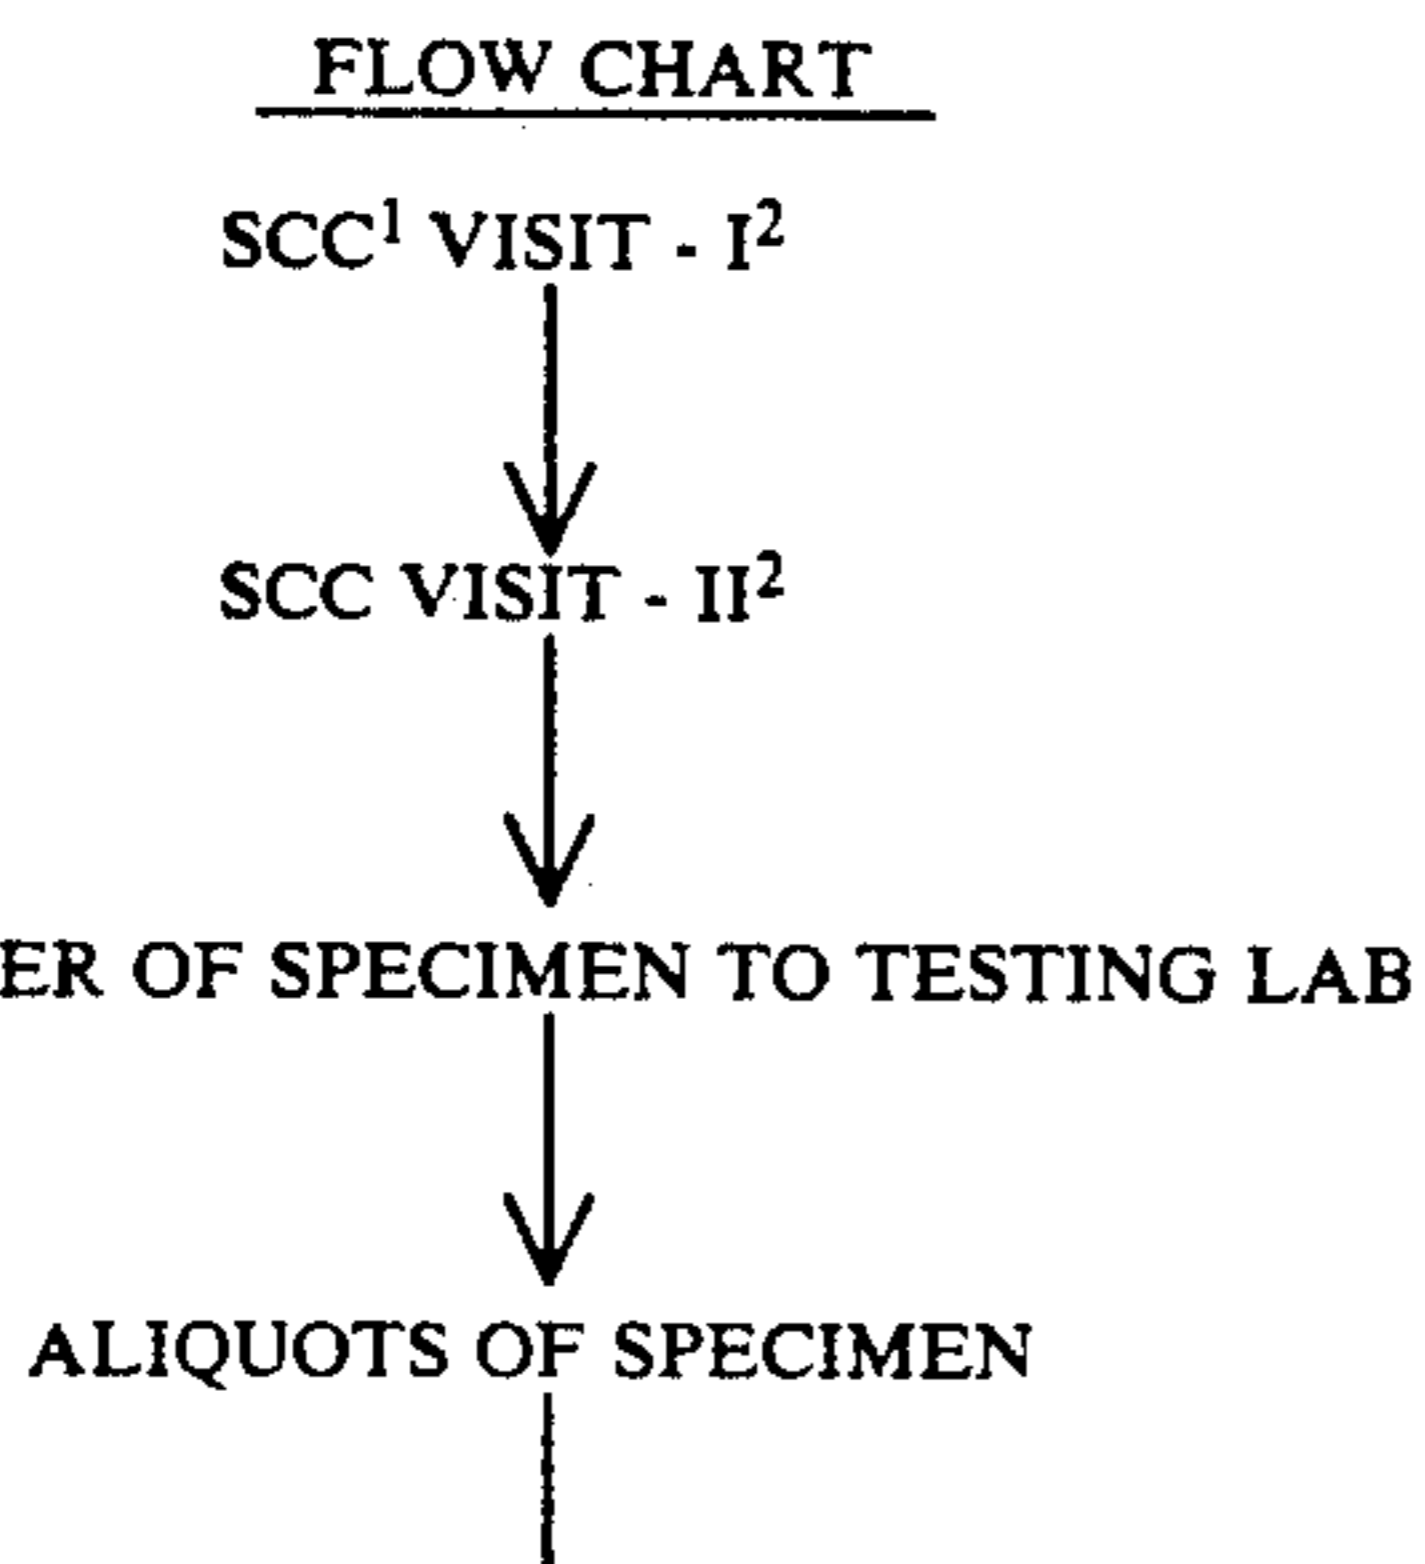 FLOW CHART
SCC¹ VISIT - I²
SCC VISIT - II²
ER OF SPECIMEN TO TESTING LAB
ALIQUOTS OF SPECIMEN